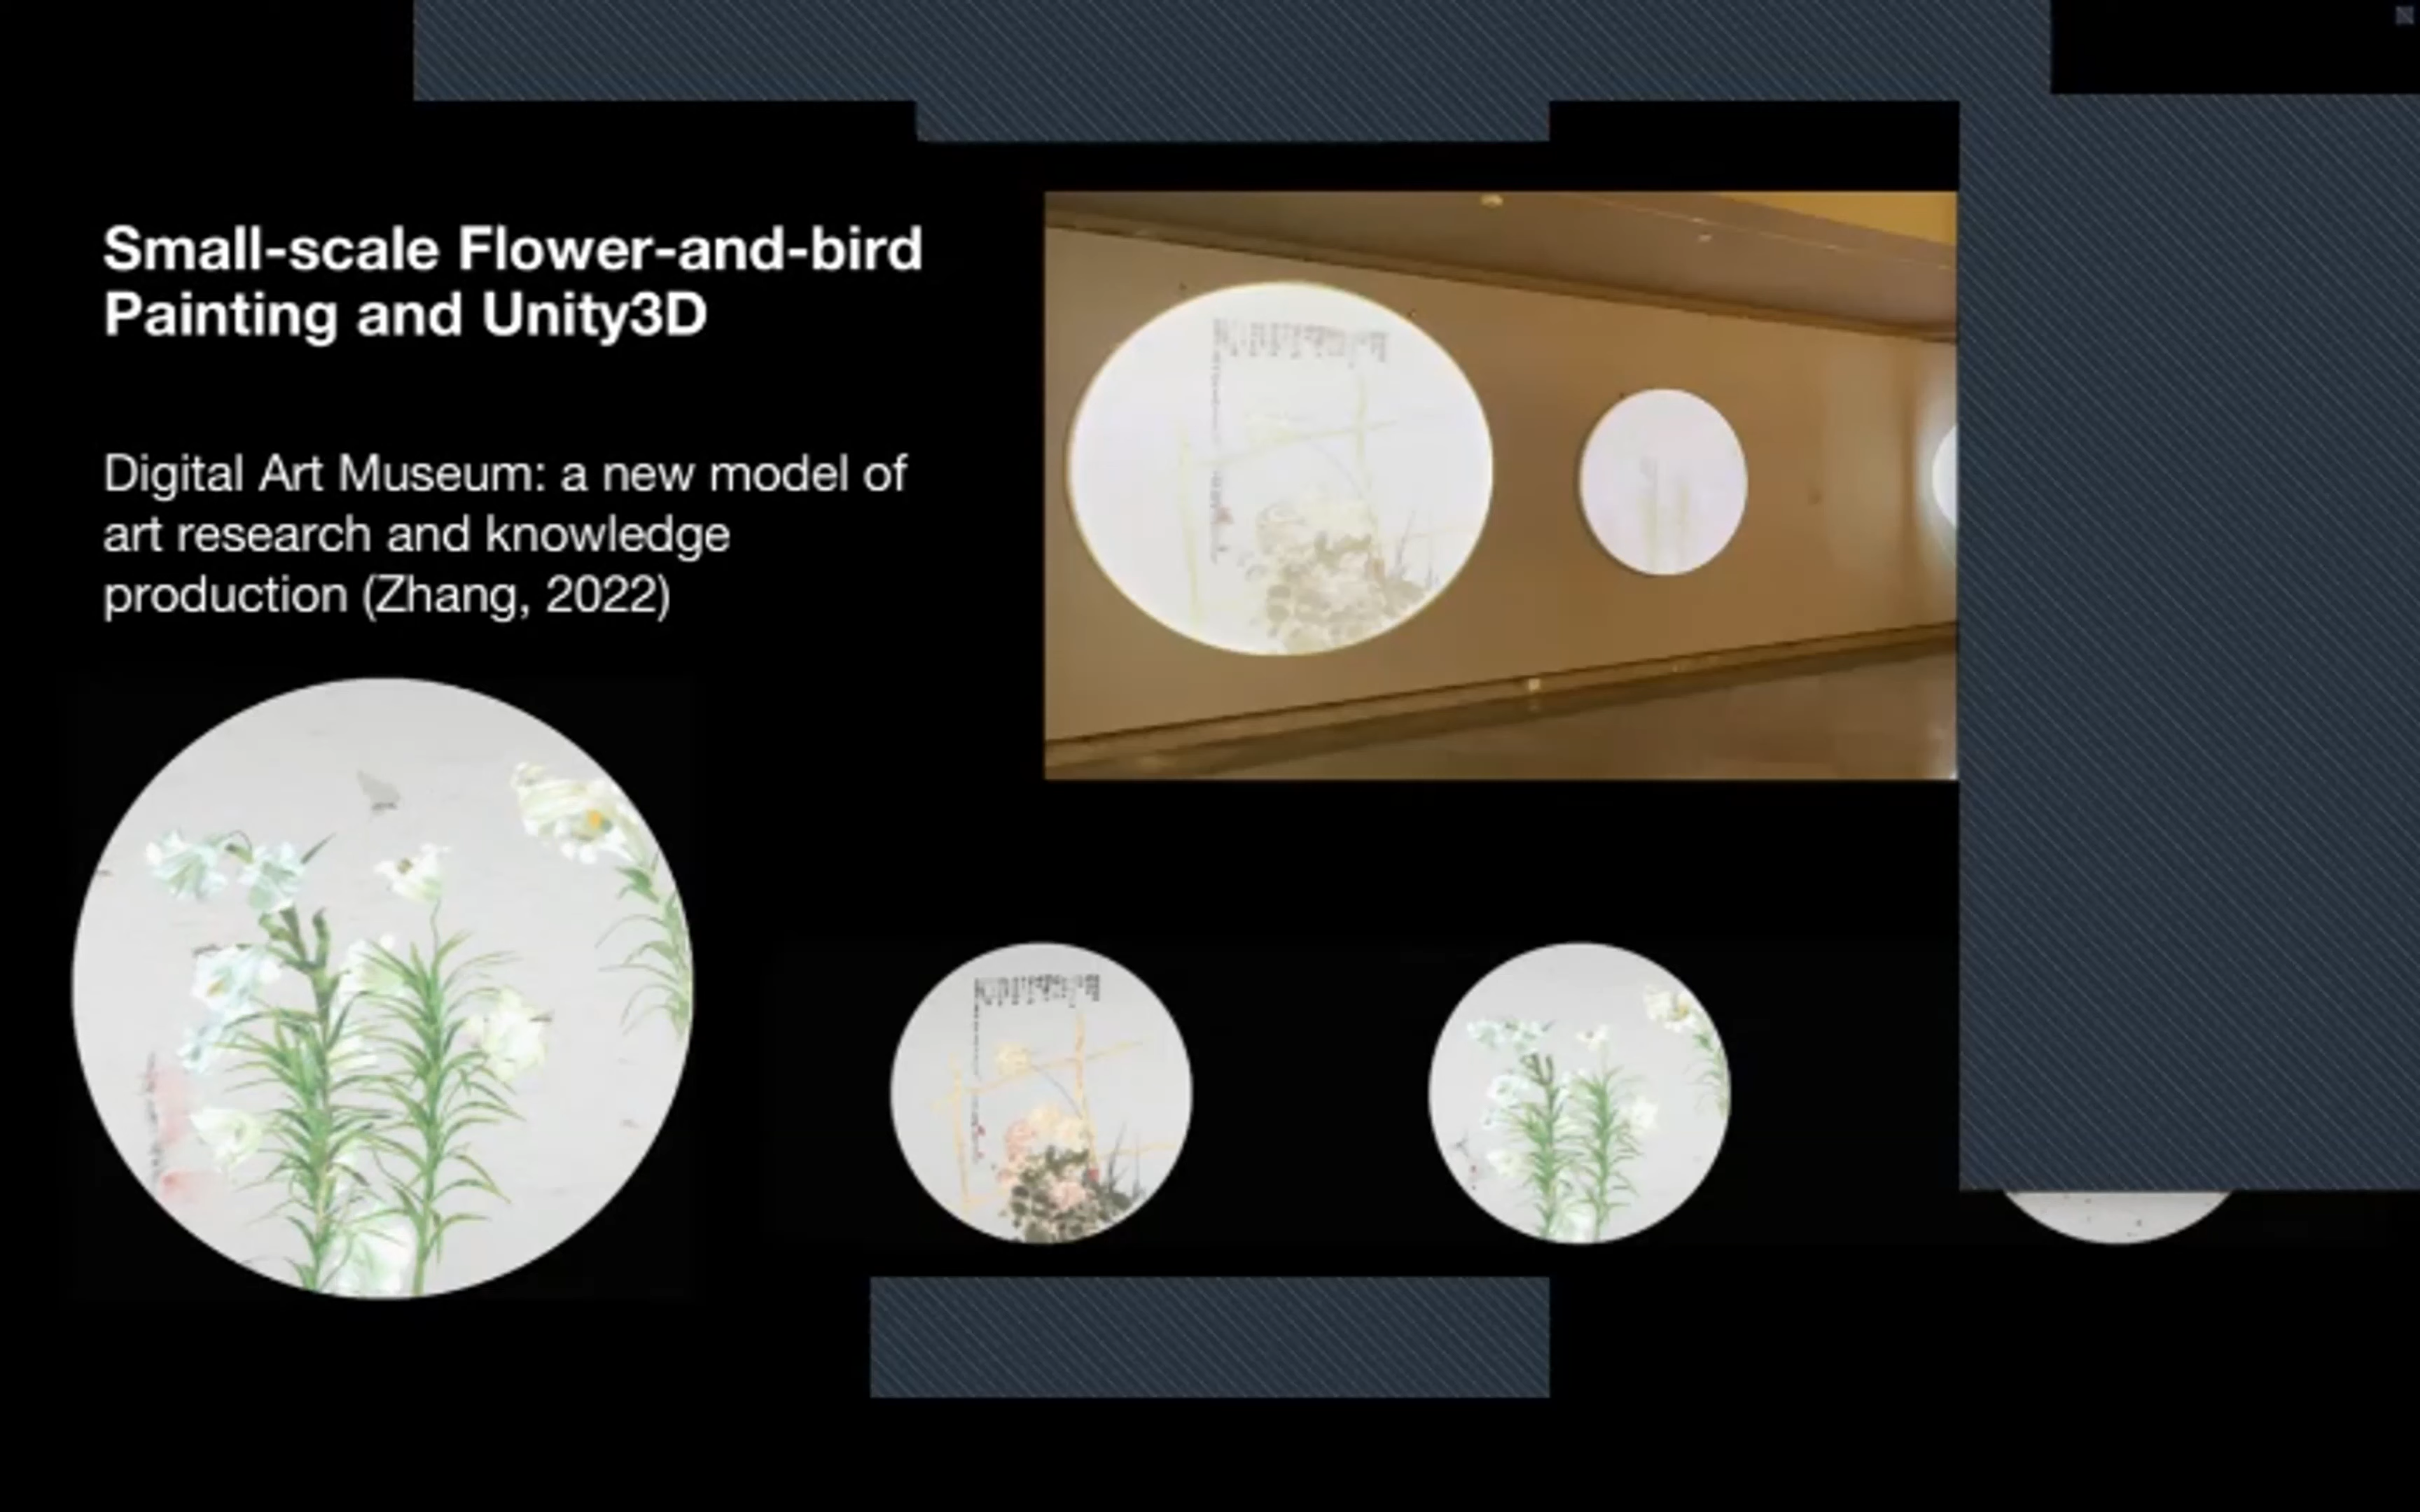 Small-scale Flower-and-bird
Painting and Unity3D
Digital Art Museum: a new model of
art research and knowledge
production (Zhang, 2022)